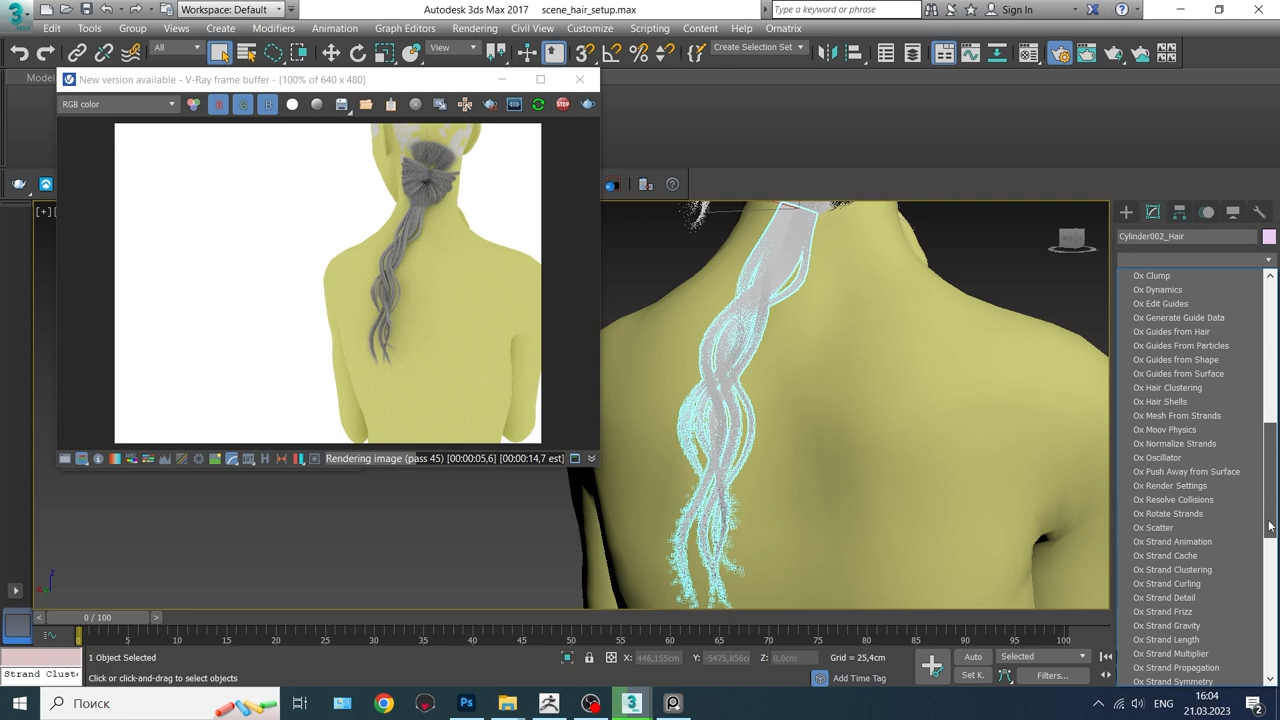 Workspace: Default
Autodesk 3ds Max 2017    scene_hair_setup.max
Type a keyword or phrase
Sign In
Edit Tools Group Views Create Modifiers Animation Graph Editors Rendering Civil View Customize Scripting Content Help Ornatrix
All
View
Create Selection Set
New version available - V-Ray frame buffer - [100% of 640 x 480]
RGB color
Rendering image (pass 45) [00:00:05,6] [00:00:14,7 est]
[+]
Cylinder002_Hair
Ox Clump
Ox Dynamics
Ox Edit Guides
Ox Generate Guide Data
Ox Guides from Hair
Ox Guides From Particles
Ox Guides from Shape
Ox Guides from Surface
Ox Hair Clustering
Ox Hair Shells
Ox Mesh From Strands
Ox Moov Physics
Ox Normalize Strands
Ox Oscillator
Ox Push Away from Surface
Ox Render Settings
Ox Resolve Collisions
Ox Rotate Strands
Ox Scatter
Ox Strand Animation
Ox Strand Cache
Ox Strand Clustering
Ox Strand Curling
Ox Strand Detail
Ox Strand Frizz
Ox Strand Gravity
Ox Strand Length
Ox Strand Multiplier
Ox Strand Propagation
Ox Strand Symmetry
0 / 100
0 5 10 15 20 25 30 35 40 45 50 55 60 65 70 75 80 85 90 95 100
1 Object Selected
X: 446,155cm Y: -5475,856c Z: 0,0cm Grid = 25,4cm
Auto Selected
Strand Clust
Click or click-and-drag to select objects
Add Time Tag
Set K. Filters...
Поиск
ENG
16:04
21.03.2023